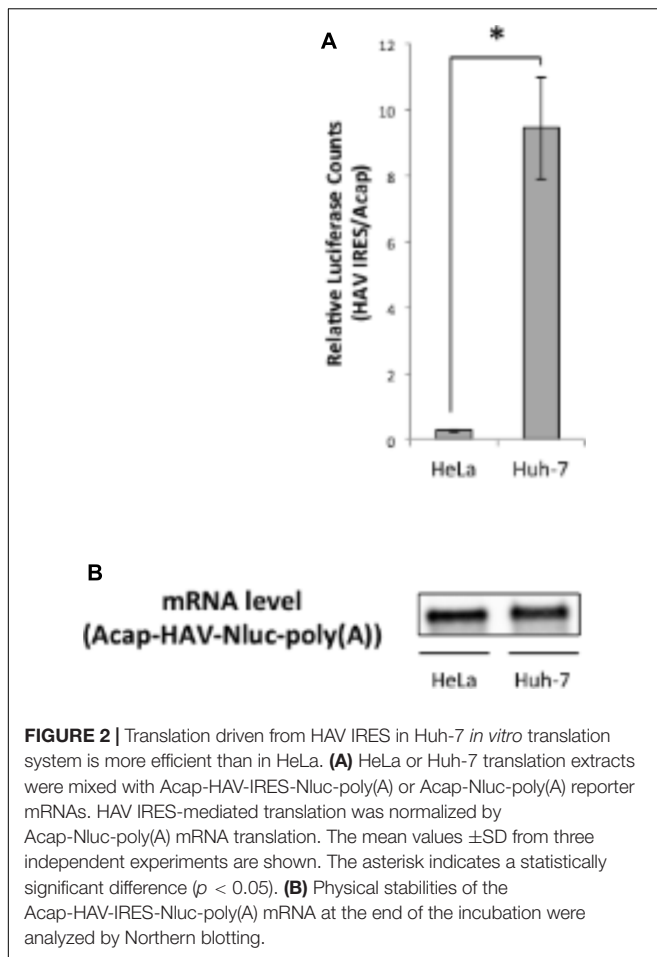 A
*
12
10
8
6
4
2
0
Relative Luciferase Counts
(HAV IRES/Acap)
HeLa Huh-7
B
mRNA level
(Acap-HAV-Nluc-poly(A))
HeLa Huh-7
FIGURE 2 | Translation driven from HAV IRES in Huh-7 in vitro translation
system is more efficient than in HeLa. (A) HeLa or Huh-7 translation extracts
were mixed with Acap-HAV-IRES-Nluc-poly(A) or Acap-Nluc-poly(A) reporter
mRNAs. HAV IRES-mediated translation was normalized by
Acap-Nluc-poly(A) mRNA translation. The mean values ±SD from three
independent experiments are shown. The asterisk indicates a statistically
significant difference (p < 0.05). (B) Physical stabilities of the
Acap-HAV-IRES-Nluc-poly(A) mRNA at the end of the incubation were
analyzed by Northern blotting.